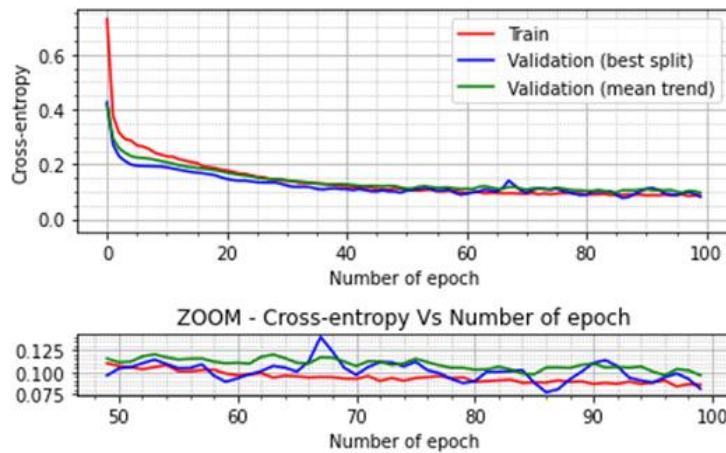 0.6
0.4
0.2
0.0
Cross-entropy
Train
Validation (best split)
Validation (mean trend)
0 20 40 60 80 100
Number of epoch
ZOOM - Cross-entropy Vs Number of epoch
0.125
0.100
0.075
50 60 70 80 90 100
Number of epoch